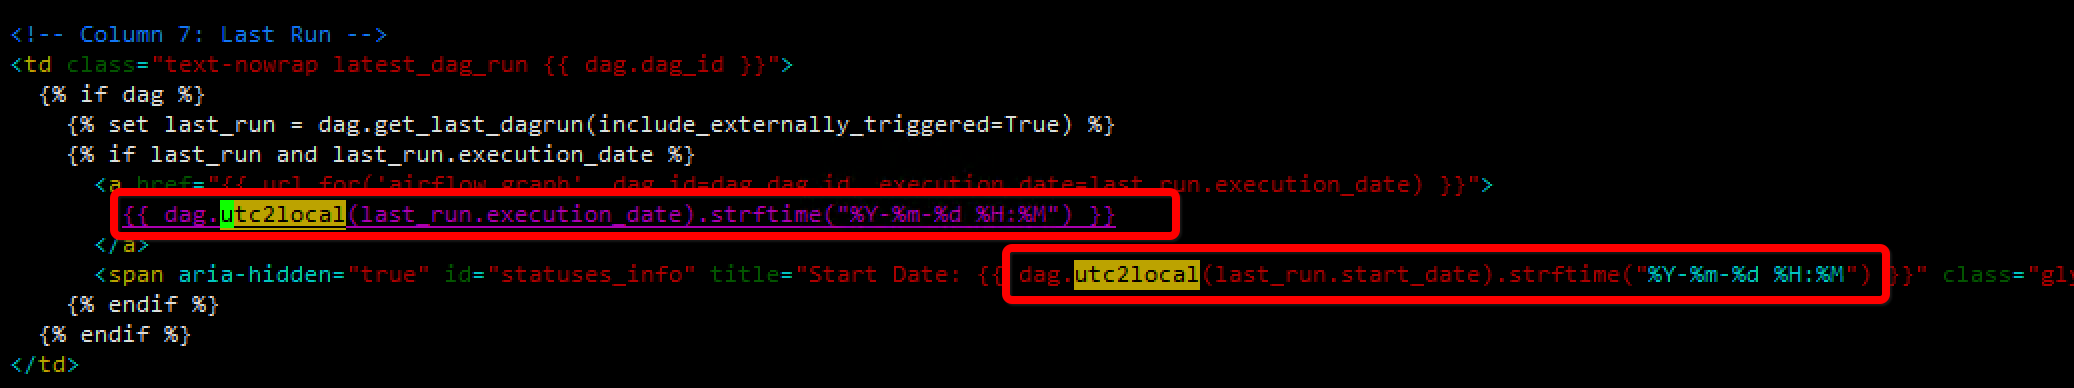 <!-- Column 7: Last Run -->
<td class="text-nowrap latest_dag_run {{ dag.dag_id }}">
{% if dag %}
{% set last_run = dag.get_last_dagrun(include_externally_triggered=True) %}
{% if last_run and last_run.execution_date %}
<a href="{{ url_for('airflow.graph', dag_id=dag.dag_id, execution_date=last_run.execution_date) }}">
{{ dag.utc2local(last_run.execution_date).strftime("%Y-%m-%d %H:%M") }}
</a>
<span aria-hidden="true" id="statuses_info" title="Start Date: {{ dag.utc2local(last_run.start_date).strftime("%Y-%m-%d %H:%M") }}" class="gly
{% endif %}
{% endif %}
</td>